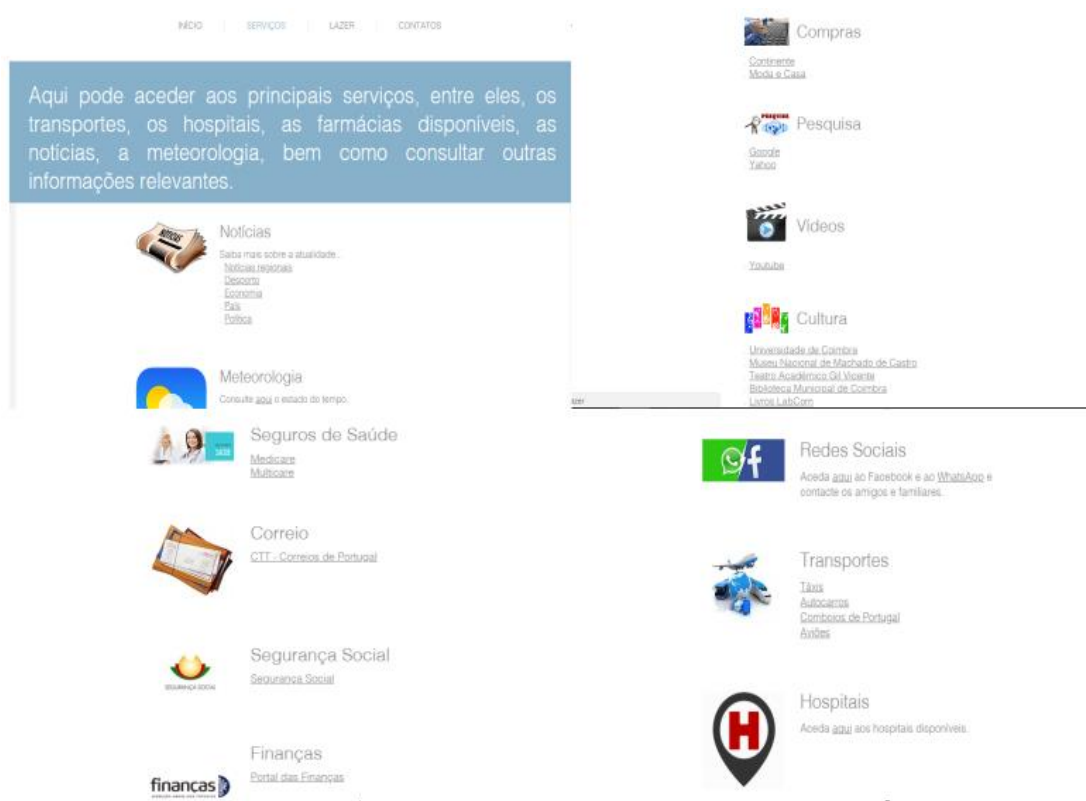 INÍCIO
SERVIÇOS
LAZER
CONTATOS
Aqui pode aceder aos principais serviços, entre eles, os
transportes, os hospitais, as farmácias disponíveis, as
notícias, a meteorologia, bem como consultar outras
informações relevantes.
NOTÍCIAS
Notícias
Saiba mais sobre a atualidade...
Notícias regionais
Desporto
Economia
País
Política
Meteorologia
Consulte aqui o estado do tempo.
Compras
Continente
Moda e Casa
Pesquisa
Google
Yahoo
Vídeos
Youtube
Cultura
Universidade de Coimbra
Museu Nacional de Machado de Castro
Teatro Académico Gil Vicente
Biblioteca Municipal de Coimbra
Livros LabCom
Seguros de Saúde
Medicare
Multicare
Correio
CTT - Correios de Portugal
Segurança Social
Segurança Social
SEGURANÇA SOCIAL
Finanças
Portal das Finanças
finanças
Redes Sociais
Aceda aqui ao Facebook e ao WhatsApp e
contacte os amigos e familiares.
Transportes
Táxis
Autocarros
Comboios de Portugal
Aviões
Hospitais
Aceda aqui aos hospitais disponíveis.
H